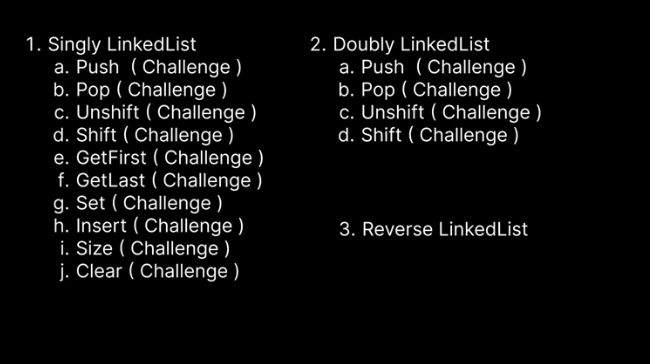 1. Singly LinkedList
a. Push ( Challenge )
b. Pop ( Challenge )
c. Unshift ( Challenge )
d. Shift ( Challenge )
e. GetFirst ( Challenge )
f. GetLast ( Challenge )
g. Set ( Challenge )
h. Insert ( Challenge )
i. Size ( Challenge )
j. Clear ( Challenge )
2. Doubly LinkedList
a. Push ( Challenge )
b. Pop ( Challenge )
c. Unshift ( Challenge )
d. Shift ( Challenge )
3. Reverse LinkedList